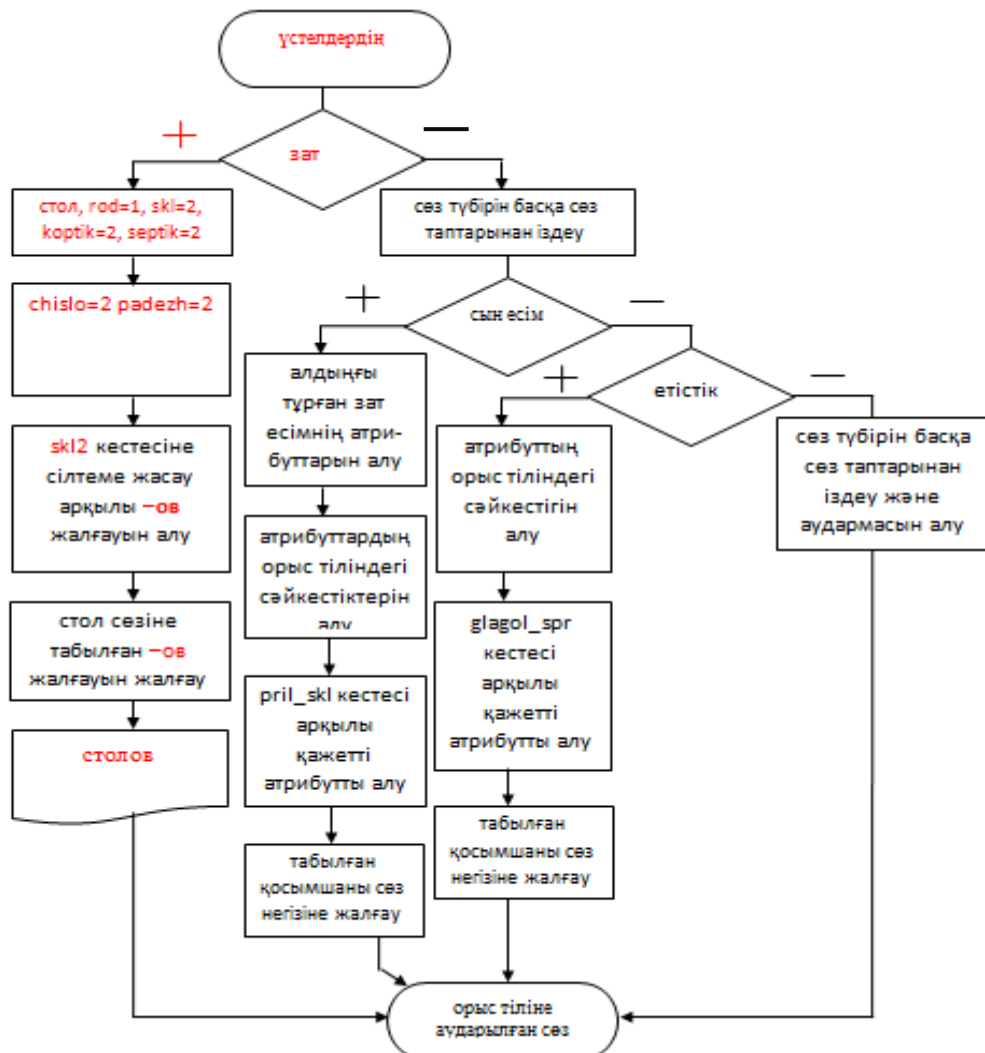 үстелдердің
+
—
зат
стол, rod=1, skl=2,
koptik=2, septik=2
сөз түбірін басқа сөз
таптарынан іздеу
chislo=2 padezh=2
+
—
сын есім
алдыңғы
тұрған зат
есімнің атри-
буттарын алу
+
—
етістік
skl2 кестесіне
сілтеме жасау
арқылы –ов
жалғауын алу
атрибуттың
орыс тіліндегі
сәйкестігін
алу
сөз түбірін басқа
сөз таптарынан
іздеу және
аудармасын алу
атрибуттардың
орыс тіліндегі
сәйкестіктерін
алу
стол сөзіне
табылған –ов
жалғауын жалғау
glagol_spr
кестесі
арқылы
қажетті
атрибутты алу
pril_skl кестесі
арқылы
қажетті
атрибутты алу
столов
табылған
қосымшаны сөз
негізіне жалғау
табылған
қосымшаны сөз
негізіне жалғау
орыс тіліне
аударылған сөз